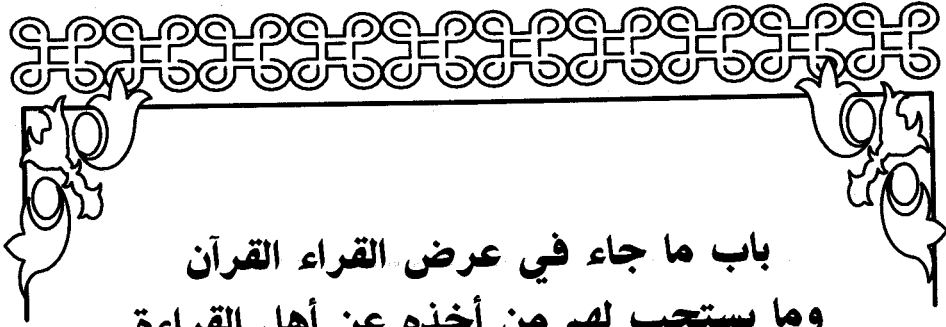 باب ما جاء في عرض القراء القرآن
وما يستحب لهم من أخذه عن أهل القراءة